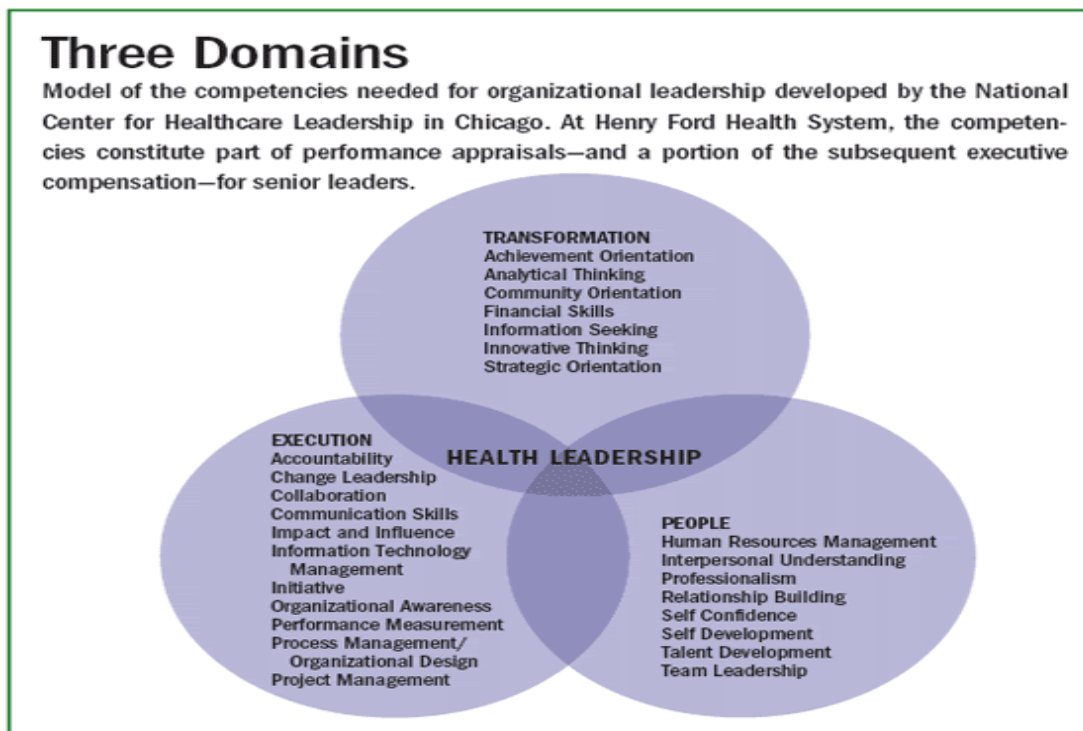 Three Domains
Model of the competencies needed for organizational leadership developed by the National
Center for Healthcare Leadership in Chicago. At Henry Ford Health System, the competen-
cies constitute part of performance appraisals—and a portion of the subsequent executive
compensation—for senior leaders.
TRANSFORMATION
Achievement Orientation
Analytical Thinking
Community Orientation
Financial Skills
Information Seeking
Innovative Thinking
Strategic Orientation
HEALTH LEADERSHIP
EXECUTION
Accountability
Change Leadership
Collaboration
Communication Skills
Impact and Influence
Information Technology
Management
Initiative
Organizational Awareness
Performance Measurement
Process Management/
Organizational Design
Project Management
PEOPLE
Human Resources Management
Interpersonal Understanding
Professionalism
Relationship Building
Self Confidence
Self Development
Talent Development
Team Leadership